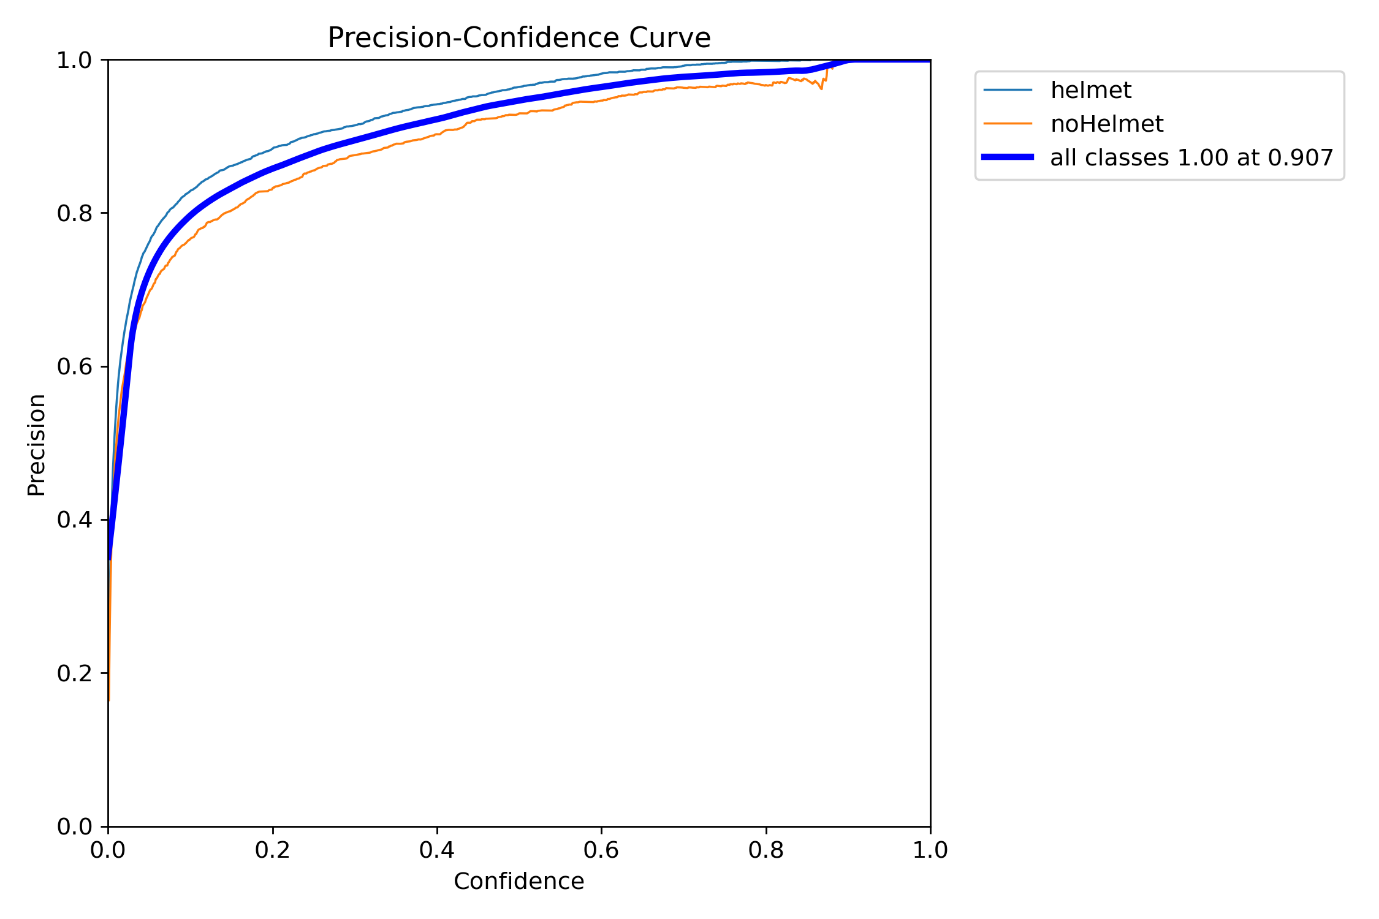 Precision-Confidence Curve
1.0
0.8
0.6
0.4
0.2
0.0
Precision
0.0 0.2 0.4 0.6 0.8 1.0
Confidence
helmet
noHelmet
all classes 1.00 at 0.907